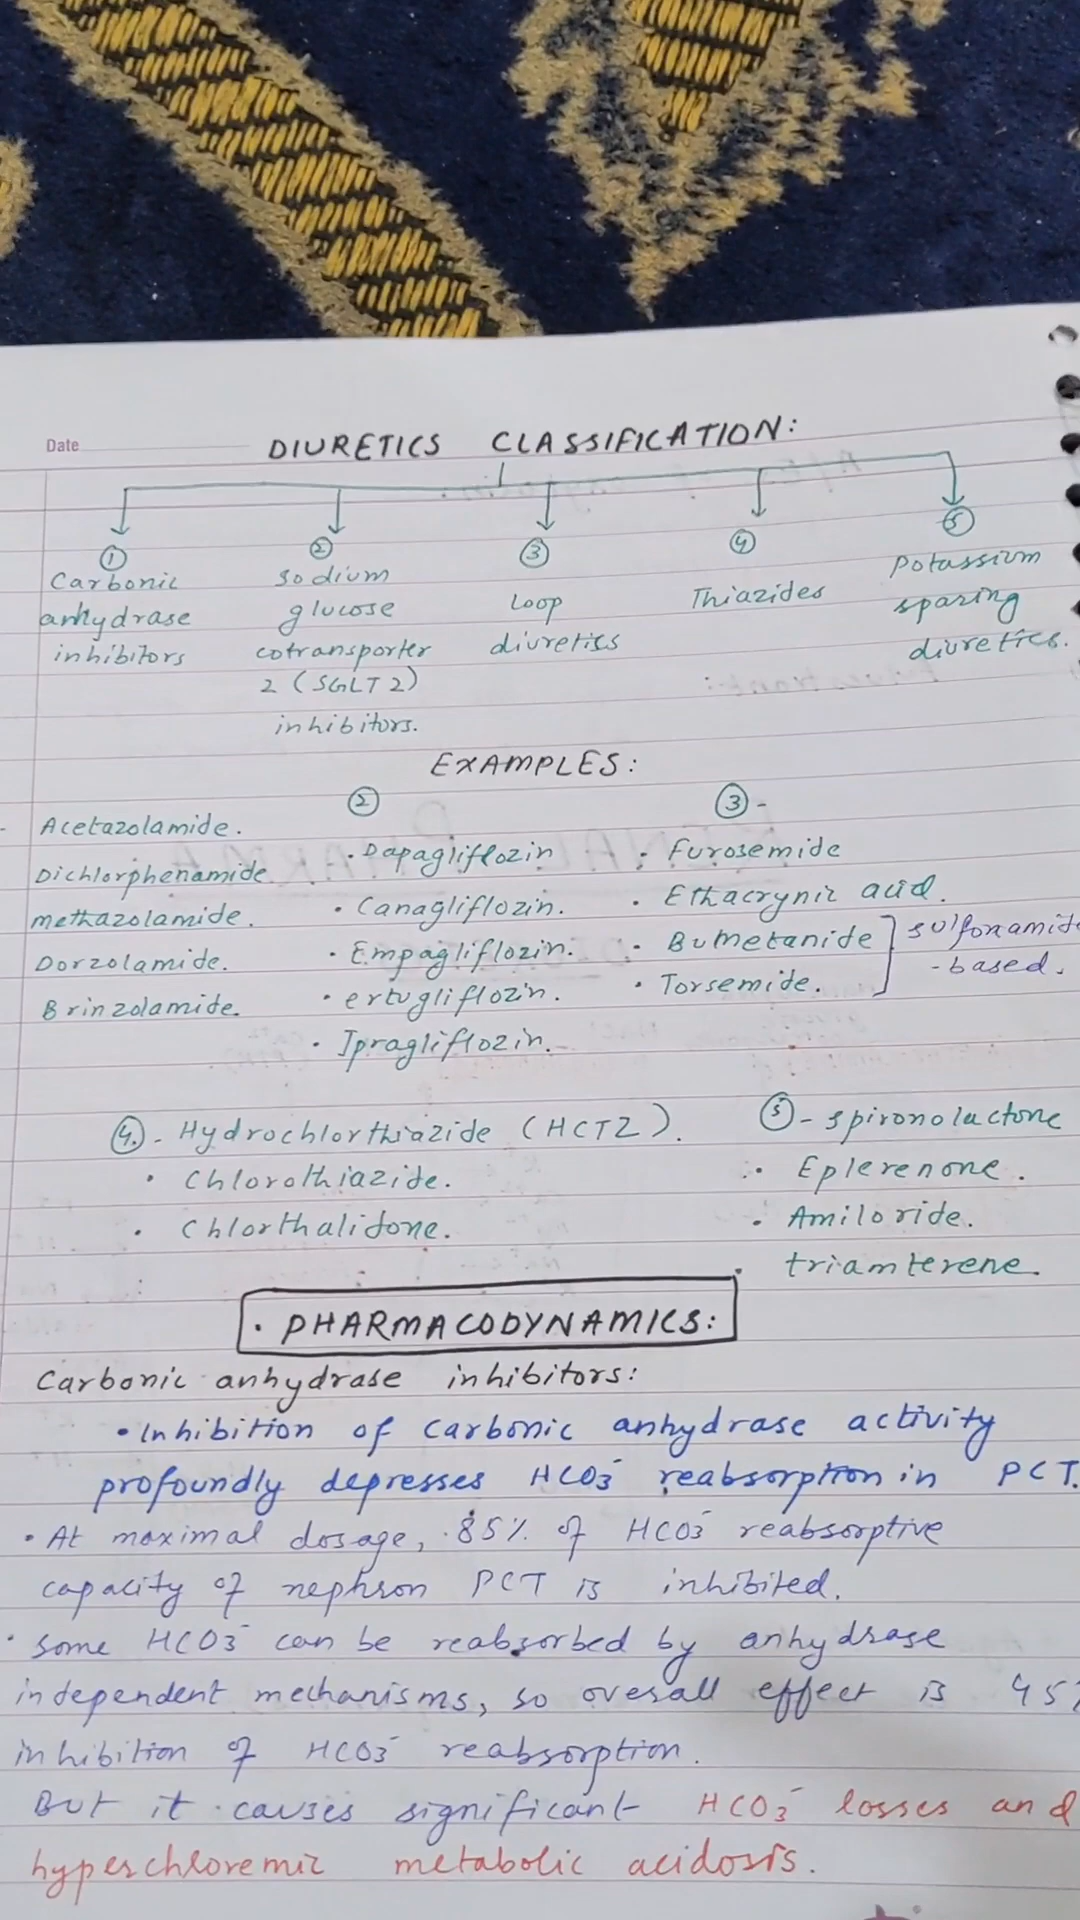 Date
DIURETICS CLASSIFICATION:
① ② ③ ④ ⑤
Carbonic
anhydrase
inhibitors
sodium
glucose
cotransporter
2 (SGLT 2)
inhibitors.
Loop
diuretics
Thiazides
Potassium
sparing
diuretics.
EXAMPLES:
Acetazolamide.
Dichlorphenamide
methazolamide.
Dorzolamide.
Brinzolamide.
②
• Dapagliflozin
• Canagliflozin.
• Empagliflozin.
• ertugliflozin.
• Ipragliflozin.
③ -
• Furosemide
• Ethacrynic acid.
• Bumetanide
• Torsemide.
sulfonamide
-based.
④. - Hydrochlorthiazide (HCTZ).
• Chlorothiazide.
• Chlorthalidone.
⑤ - spironolactone
• Eplerenone.
• Amiloride.
• triamterene.
• PHARMACODYNAMICS:
Carbonic anhydrase inhibitors:
• Inhibition of carbonic anhydrase activity
profoundly depresses HCO3⁻ reabsorption in PCT.
• At maximal dosage, 85% of HCO3⁻ reabsorptive
capacity of nephron PCT is inhibited.
• Some HCO3⁻ can be reabsorbed by anhydrase
independent mechanisms, so overall effect is 45%
inhibition of HCO3⁻ reabsorption.
But it causes significant HCO3⁻ losses and
hyperchloremic metabolic acidosis.